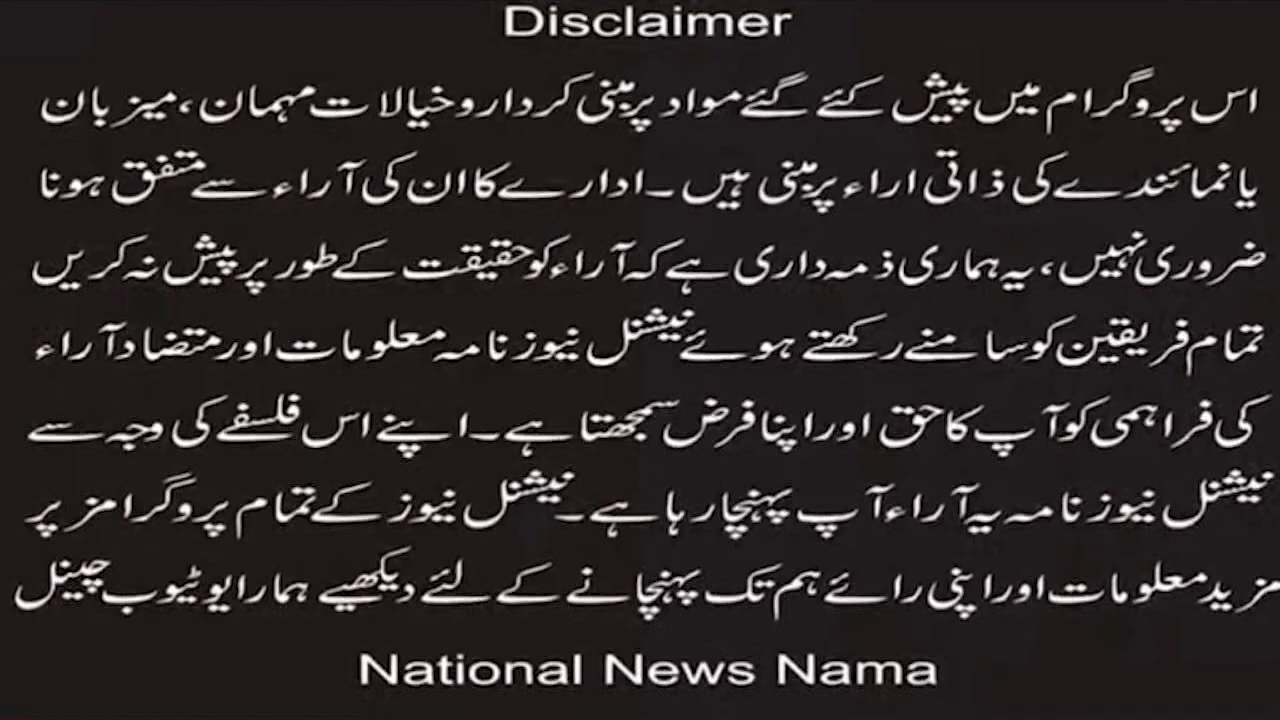 Disclaimer
اس پروگرام میں پیش کئے گئے مواد پر مبنی کردار و خیالات مہمان، میزبان
یا نمائندے کی ذاتی اراء پر مبنی ہیں۔ ادارے کا ان کی آراء سے متفق ہونا
ضروری نہیں، یہ ہماری ذمہ داری ہے کہ آراء کو حقیقت کے طور پر پیش نہ کریں
تمام فریقین کو سامنے رکھتے ہوئے نیشنل نیوز نامہ معلومات اور متضاد آراء
کی فراہمی کو آپ کا حق اور اپنا فرض سمجھتا ہے۔ اپنے اس فلسفے کی وجہ سے
نیشنل نیوز نامہ یہ آراء آپ پہنچا رہا ہے۔ نیشنل نیوز کے تمام پروگرامز پر
مزید معلومات اور اپنی رائے ہم تک پہنچانے کے لئے دیکھیے ہمارا یوٹیوب چینل
National News Nama